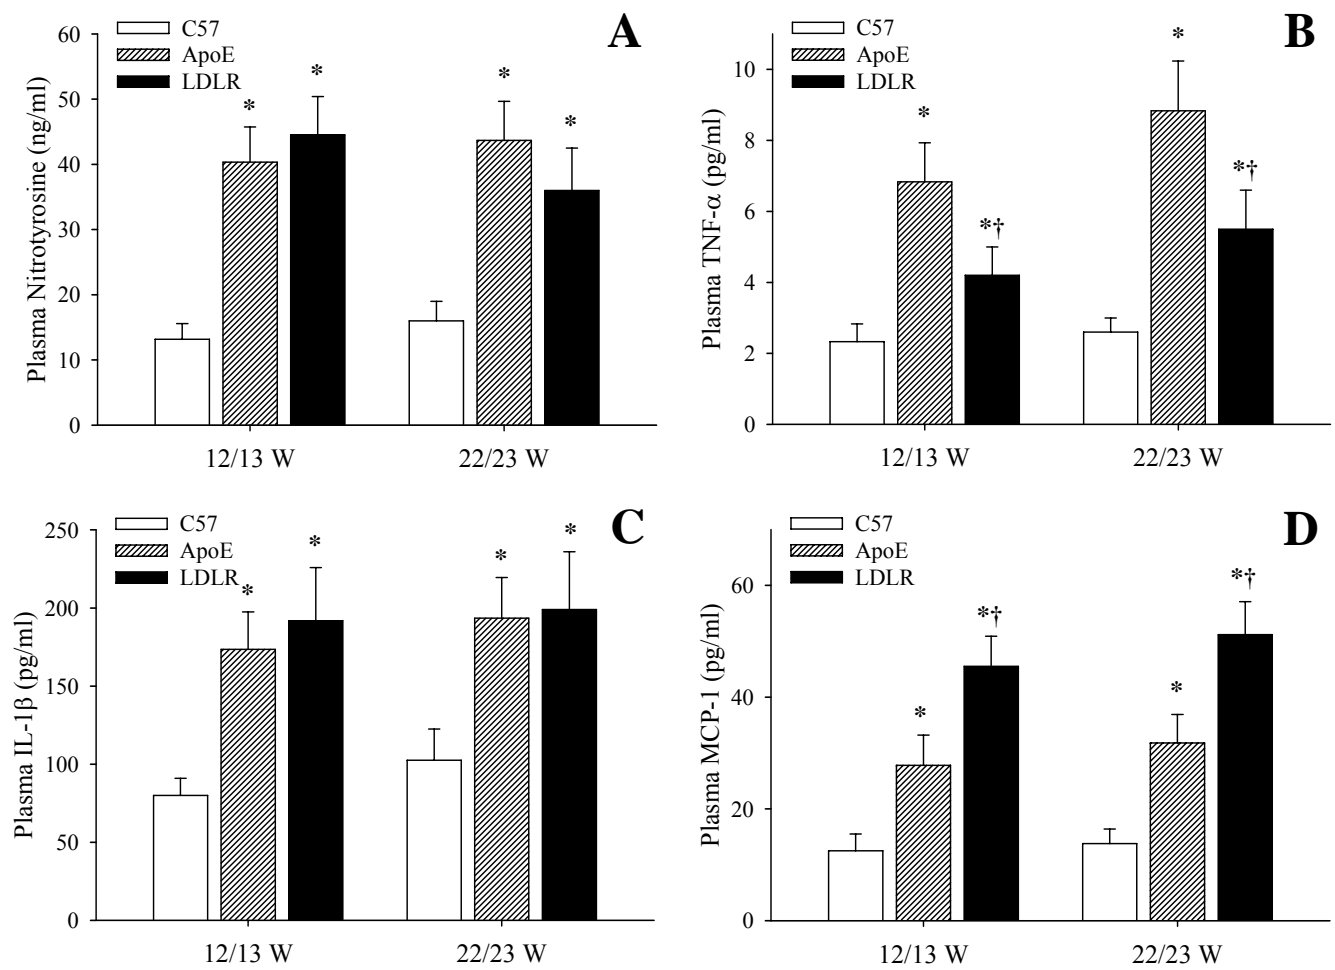 A
C57
ApoE
LDLR
Plasma Nitrotyrosine (ng/ml)
60
50
40
30
20
10
0
* * * *
12/13 W 22/23 W
B
C57
ApoE
LDLR
Plasma TNF-α (pg/ml)
10
8
6
4
2
0
* *† * *†
12/13 W 22/23 W
C
C57
ApoE
LDLR
Plasma IL-1β (pg/ml)
250
200
150
100
50
0
* * * *
12/13 W 22/23 W
D
C57
ApoE
LDLR
Plasma MCP-1 (pg/ml)
60
40
20
0
* *† * *†
12/13 W 22/23 W